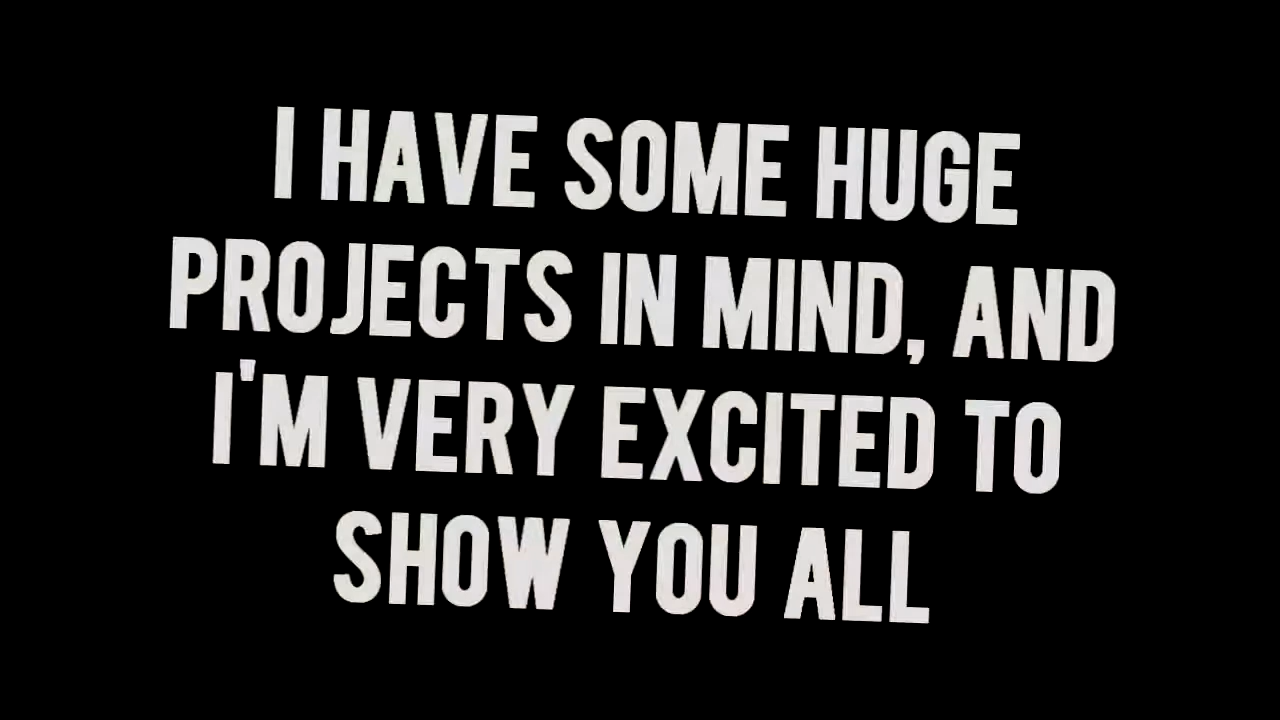 I HAVE SOME HUGE
PROJECTS IN MIND, AND
I'M VERY EXCITED TO
SHOW YOU ALL